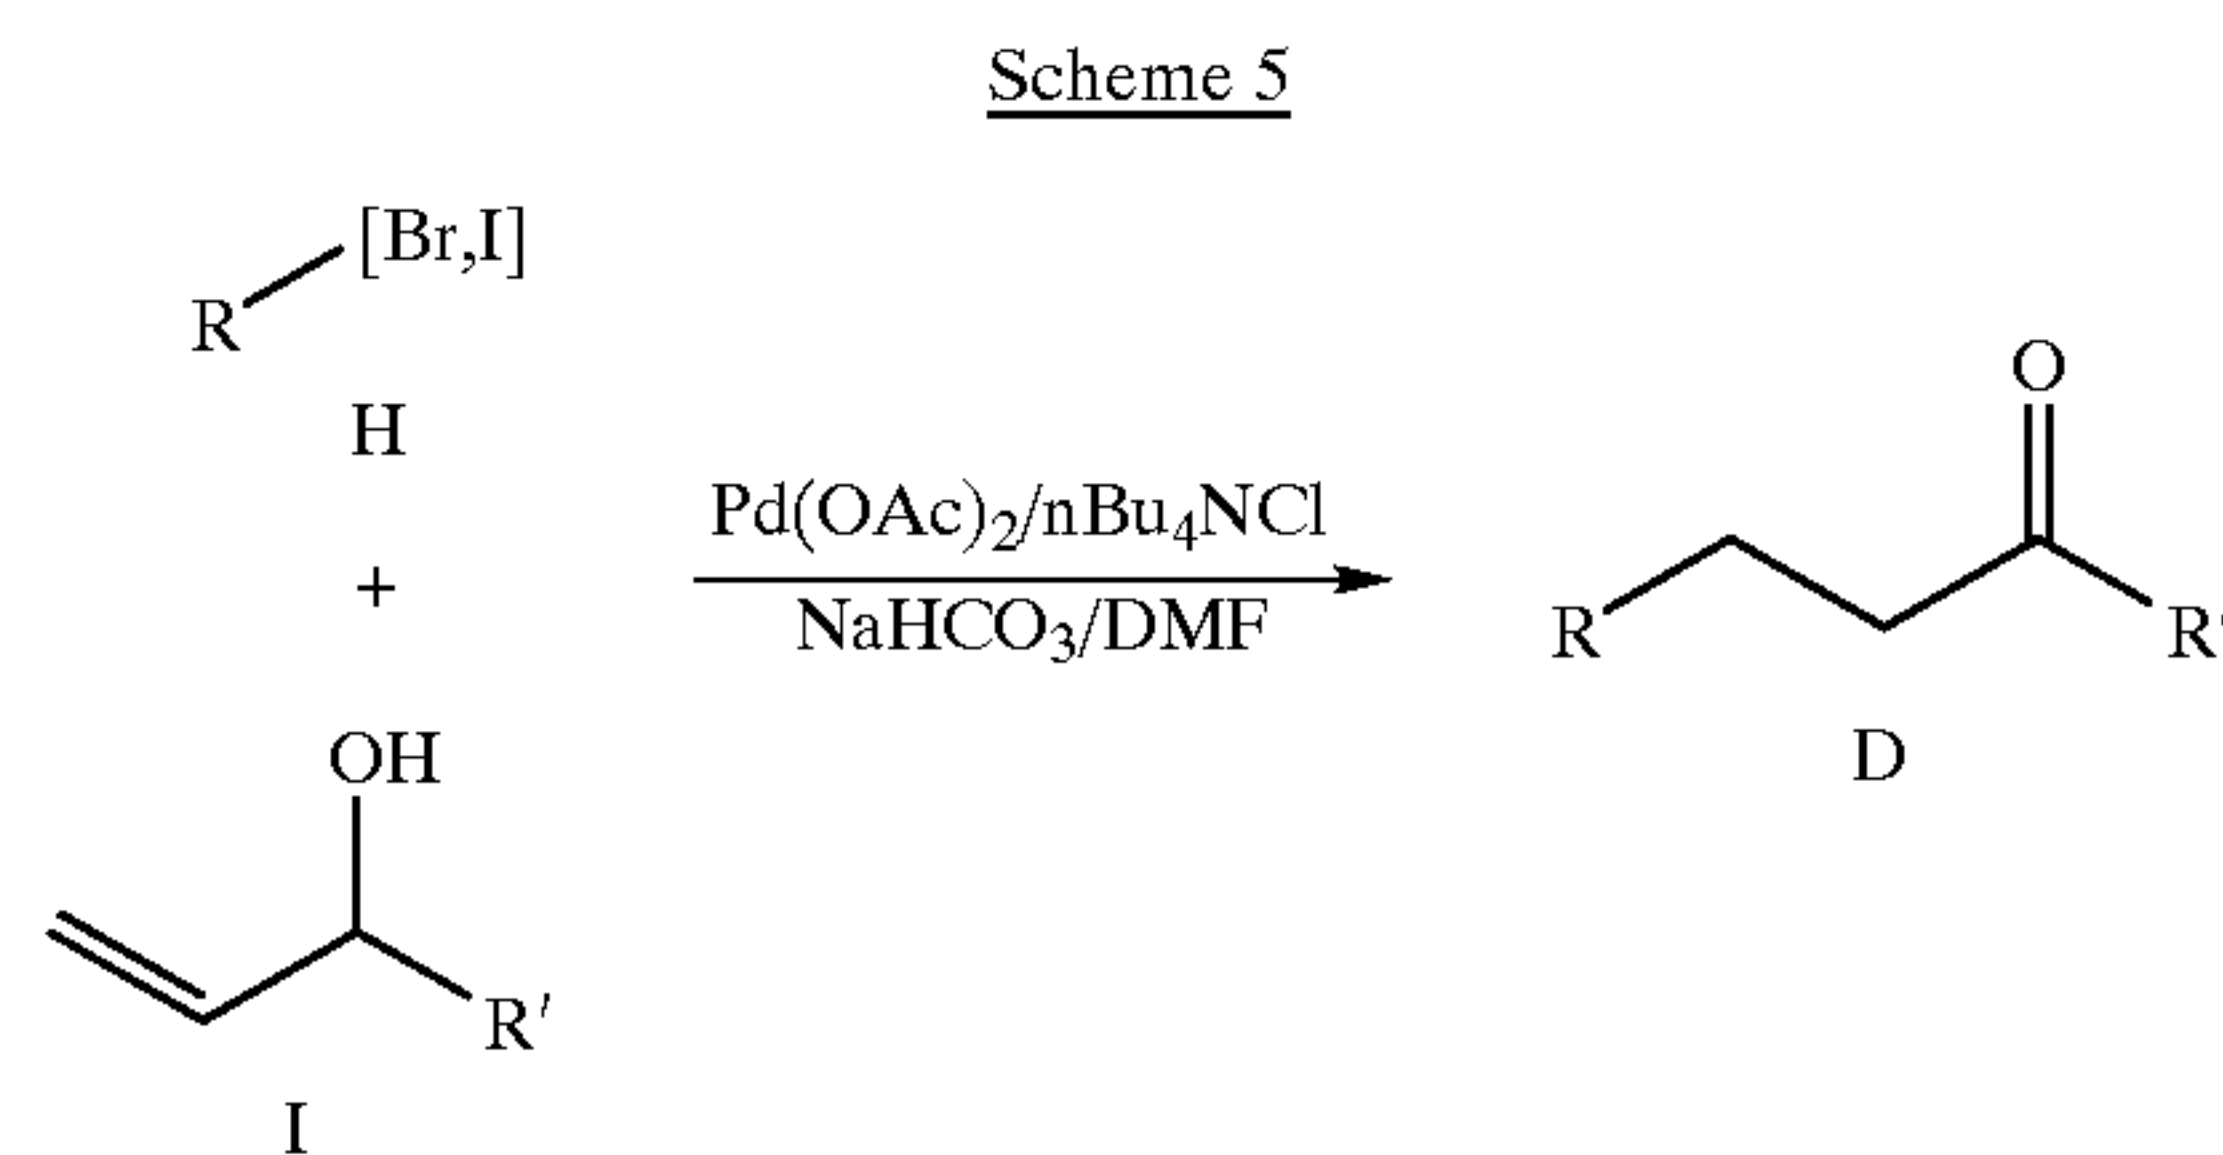 Scheme 5
[Br,I]
R
H
+
OH
R'
I
Pd(OAc)₂/nBu₄NCl
NaHCO₃/DMF
O
R
R'
D